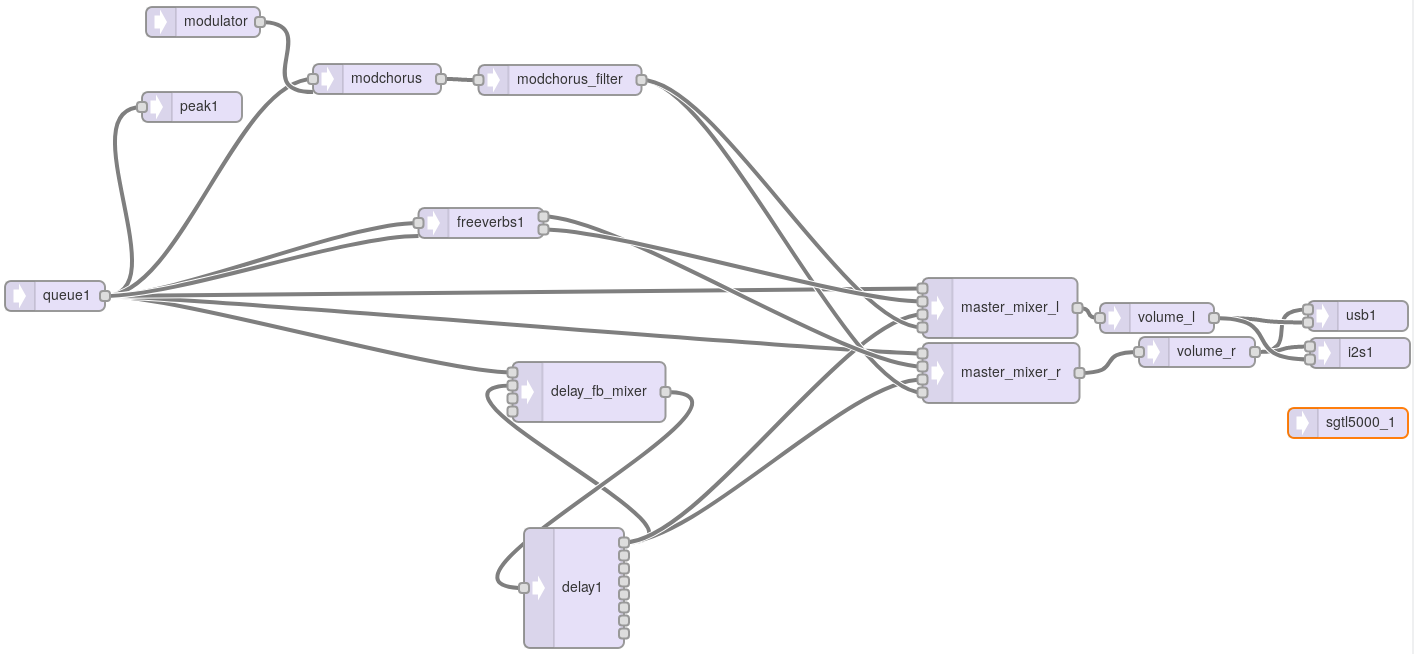 modulator
modchorus
modchorus_filter
peak1
freeverbs1
queue1
master_mixer_l
volume_l
usb1
volume_r
i2s1
master_mixer_r
delay_fb_mixer
sgtl5000_1
delay1